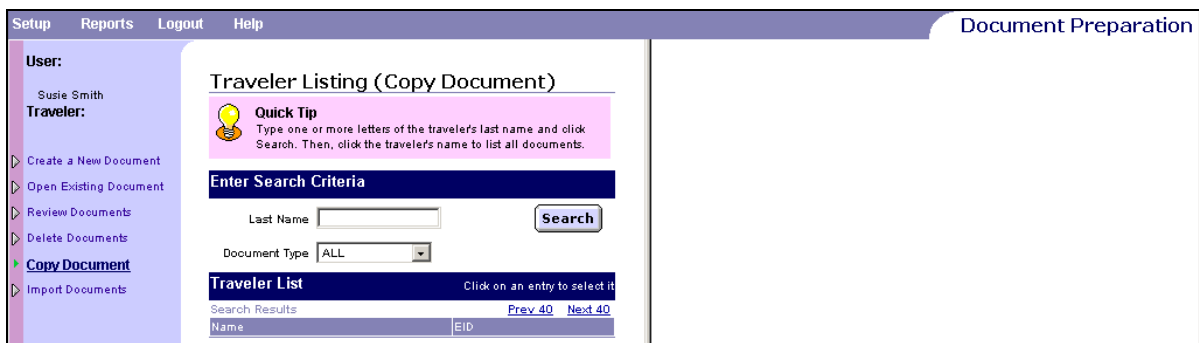 Setup Reports Logout Help
Document Preparation
User:
Susie Smith
Traveler:
Create a New Document
Open Existing Document
Review Documents
Delete Documents
Copy Document
Import Documents
Traveler Listing (Copy Document)
Quick Tip
Type one or more letters of the traveler's last name and click
Search. Then, click the traveler's name to list all documents.
Enter Search Criteria
Last Name
Search
Document Type ALL
Traveler List Click on an entry to select it
Search Results Prev 40 Next 40
Name EID